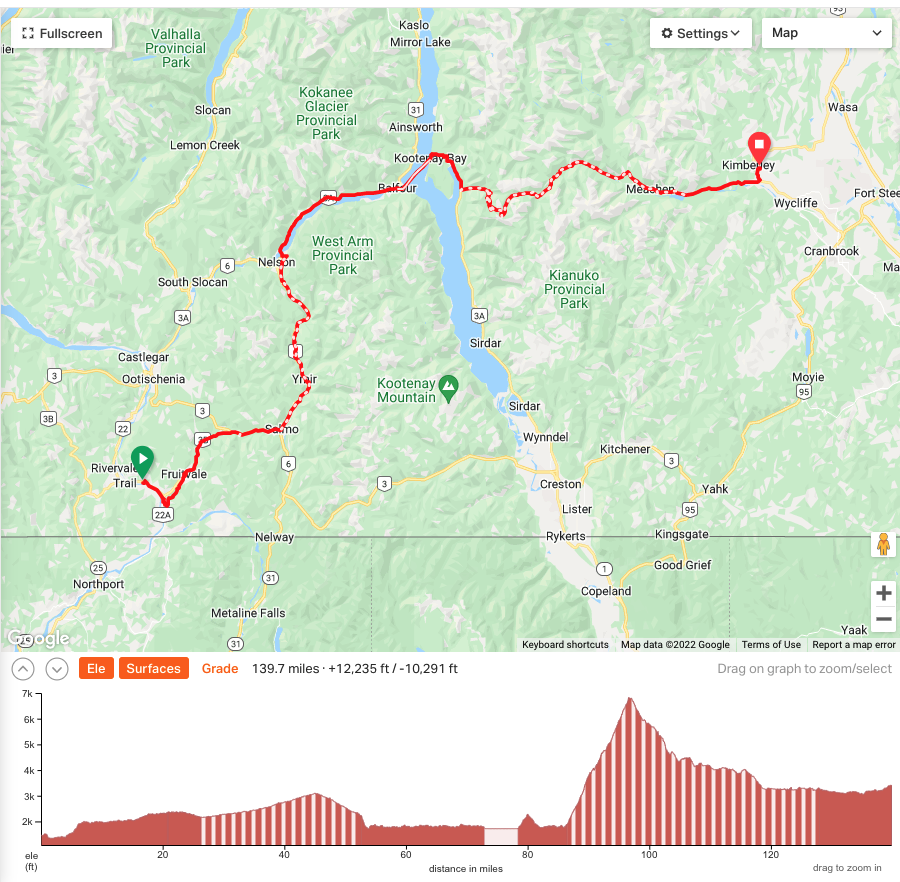 Fullscreen
Settings
Map
Valhalla
Provincial
Park
Kaslo
Mirror Lake
93
Kokanee
Glacier
Provincial
Park
Slocan
31
Wasa
Ainsworth
Lemon Creek
Kootenay Bay
Kimberley
Balfour
Meachen
Fort Stee
Wycliffe
West Arm
Provincial
Park
Nelson
6
Cranbrook
Ma
South Slocan
Kianuko
Provincial
Park
3A
3A
Sirdar
Castlegar
3
Ootischenia
Ymir
Kootenay
Mountain
Moyie
95
3B
3
Sirdar
22
Salmo
Wynndel
Kitchener
6
3
Rivervale
Trail
Fruitvale
3
Creston
Yahk
22A
Lister
95
Nelway
Rykerts
Kingsgate
25
31
1
Good Grief
Northport
Copeland
Metaline Falls
Yaak
25
31
Google
Keyboard shortcuts
Map data ©2022 Google
Terms of Use
Report a map error
Ele
Surfaces
Grade
139.7 miles · +12,235 ft / -10,291 ft
Drag on graph to zoom/select
7k
6k
5k
4k
3k
2k
ele
(ft)
20
40
60
80
100
120
distance in miles
drag to zoom in